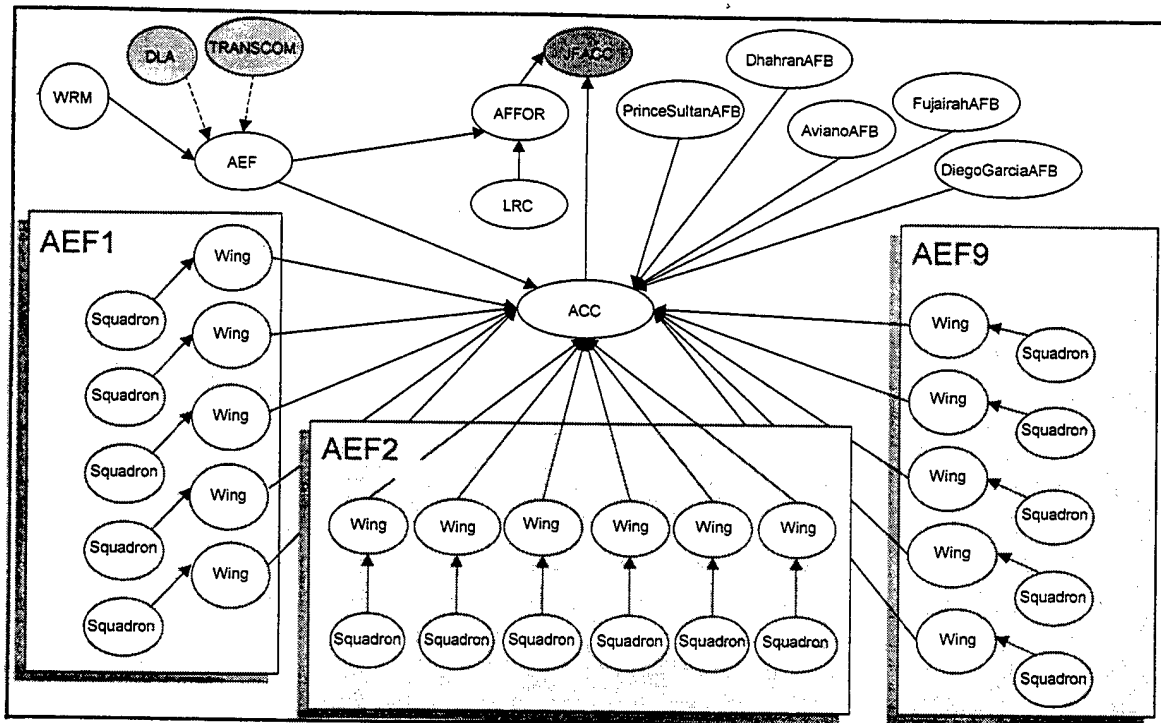 DLA
TRANSCOM
JFACC
DhahranAFB
WRM
AFFOR
PrinceSultanAFB
FujairahAFB
AvianoAFB
AEF
DiegoGarciaAFB
LRC
AEF1
Wing
Squadron
Wing
Squadron
Wing
Squadron
Wing
Squadron
Wing
Squadron
ACC
AEF2
Wing
Wing
Wing
Wing
Wing
Wing
Squadron
Squadron
Squadron
Squadron
Squadron
Squadron
AEF9
Wing
Squadron
Wing
Squadron
Wing
Squadron
Wing
Squadron
Wing
Squadron